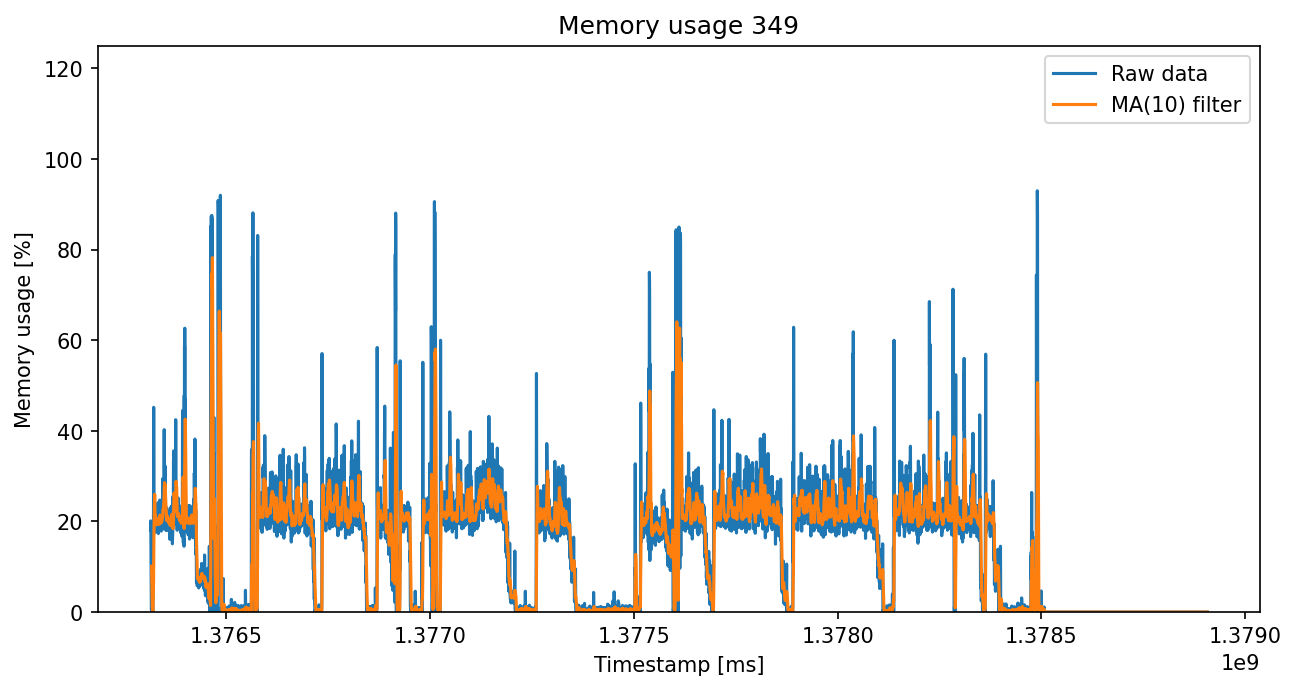 Memory usage 349
Raw data
MA(10) filter
Memory usage [%]
120
100
80
60
40
20
0
1.3765 1.3770 1.3775 1.3780 1.3785 1.3790
1e9
Timestamp [ms]